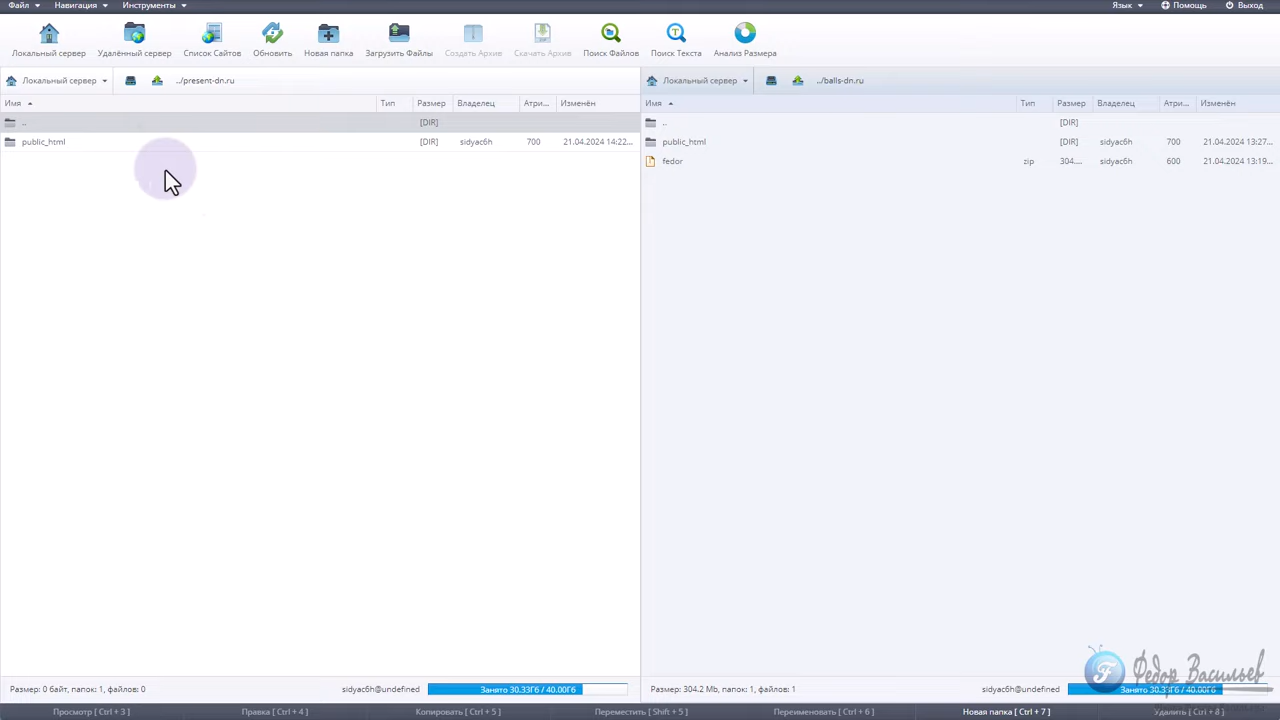 Файл Навигация Инструменты Язык Помощь Выход
Локальный сервер Удалённый сервер Список Сайтов Обновить Новая папка Загрузить Файлы Создать Архив Скачать Архив Поиск Файлов Поиск Текста Анализ Размера
Локальный сервер ../present-dn.ru Локальный сервер ../balls-dn.ru
Имя Тип Размер Владелец Атри... Изменён Имя Тип Размер Владелец Атри... Изменён
.. [DIR] .. [DIR]
public_html [DIR] sidyac6h 700 21.04.2024 14:22... public_html [DIR] sidyac6h 700 21.04.2024 13:27...
fedor zip 304.... sidyac6h 600 21.04.2024 13:19...
Федор Васильев
Размер: 0 байт, папок: 1, файлов: 0 sidyac6h@undefined Занято 30.33Гб / 40.00Гб Размер: 304.2 Mb, папок: 1, файлов: 1 sidyac6h@undefined Занято 30.33Гб / 40.00Гб
Просмотр [ Ctrl + 3 ] Правка [ Ctrl + 4 ] Копировать [ Ctrl + 5 ] Переместить [ Shift + 5 ] Переименовать [ Ctrl + 6 ] Новая папка [ Ctrl + 7 ] Удалить [ Ctrl + 8 ]